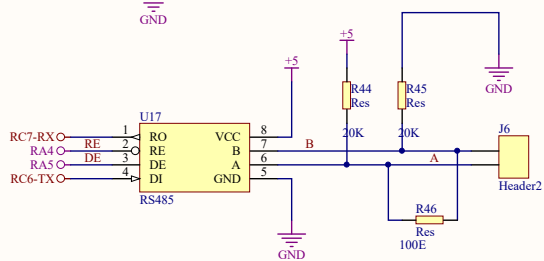 GND
+5
+5
GND
R44
Res
20K
R45
Res
20K
U17
RC7-RX 1 RO VCC 8
RA4 RE 2 RE B 7 B
RA5 DE 3 DE A 6 A
RC6-TX 4 DI GND 5
RS485
J6
Header2
R46
Res
100E
GND